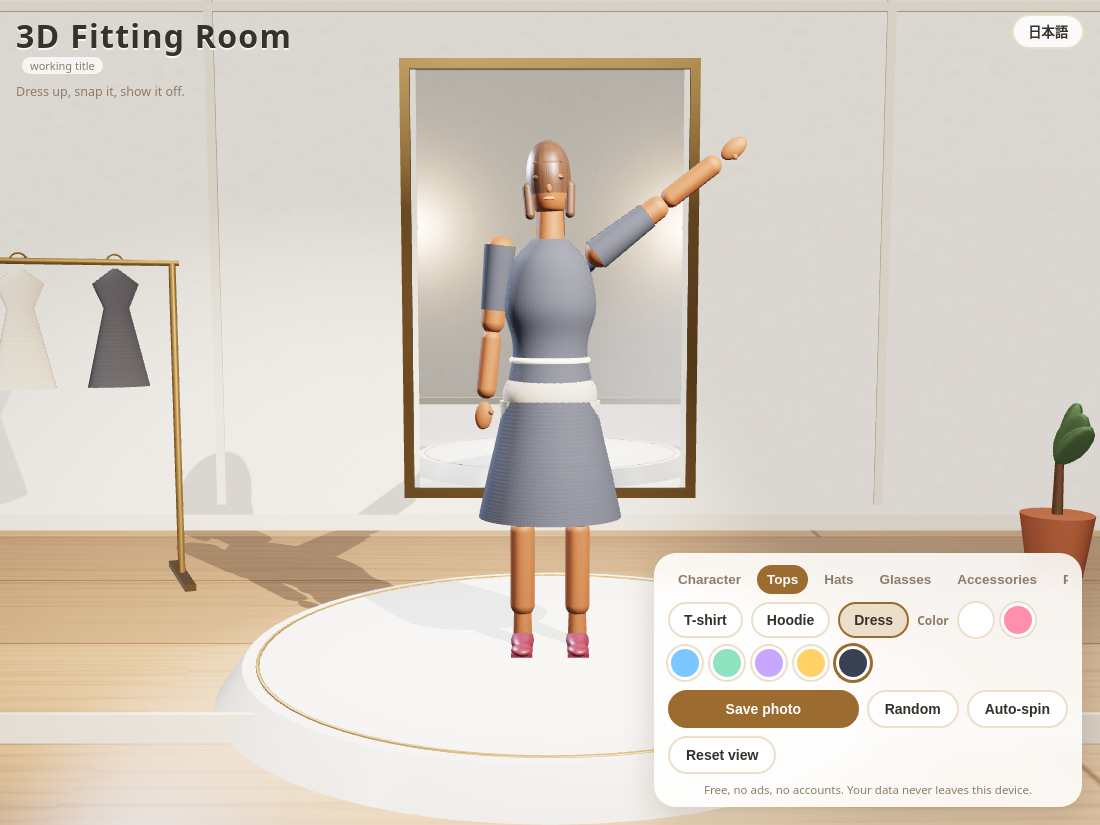 3D Fitting Room
working title
Dress up, snap it, show it off.
日本語
Character Tops Hats Glasses Accessories
T-shirt Hoodie Dress Color
Save photo Random Auto-spin
Reset view
Free, no ads, no accounts. Your data never leaves this device.